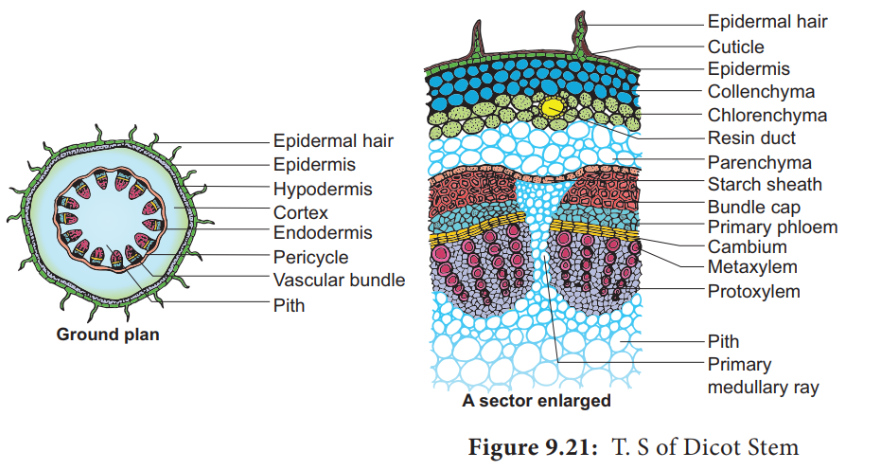 Epidermal hair
Epidermis
Hypodermis
Cortex
Endodermis
Pericycle
Vascular bundle
Pith
Ground plan
Epidermal hair
Cuticle
Epidermis
Collenchyma
Chlorenchyma
Resin duct
Parenchyma
Starch sheath
Bundle cap
Primary phloem
Cambium
Metaxylem
Protoxylem
Pith
Primary
medullary ray
A sector enlarged
Figure 9.21: T. S of Dicot Stem